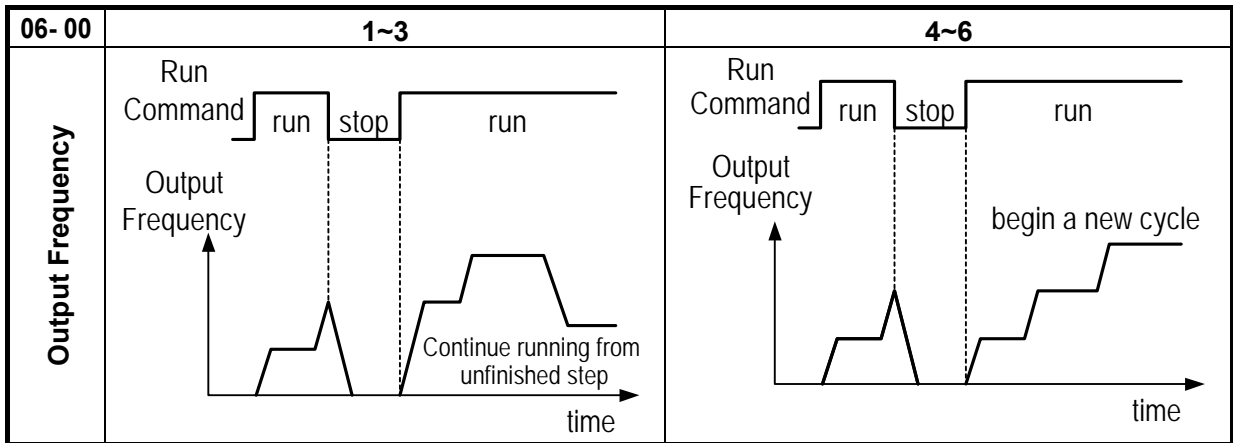 06- 00
1~3
4~6
Output Frequency
Run
Command
run
stop
run
Output
Frequency
Continue running from
unfinished step
time
Run
Command
run
stop
run
Output
Frequency
begin a new cycle
time